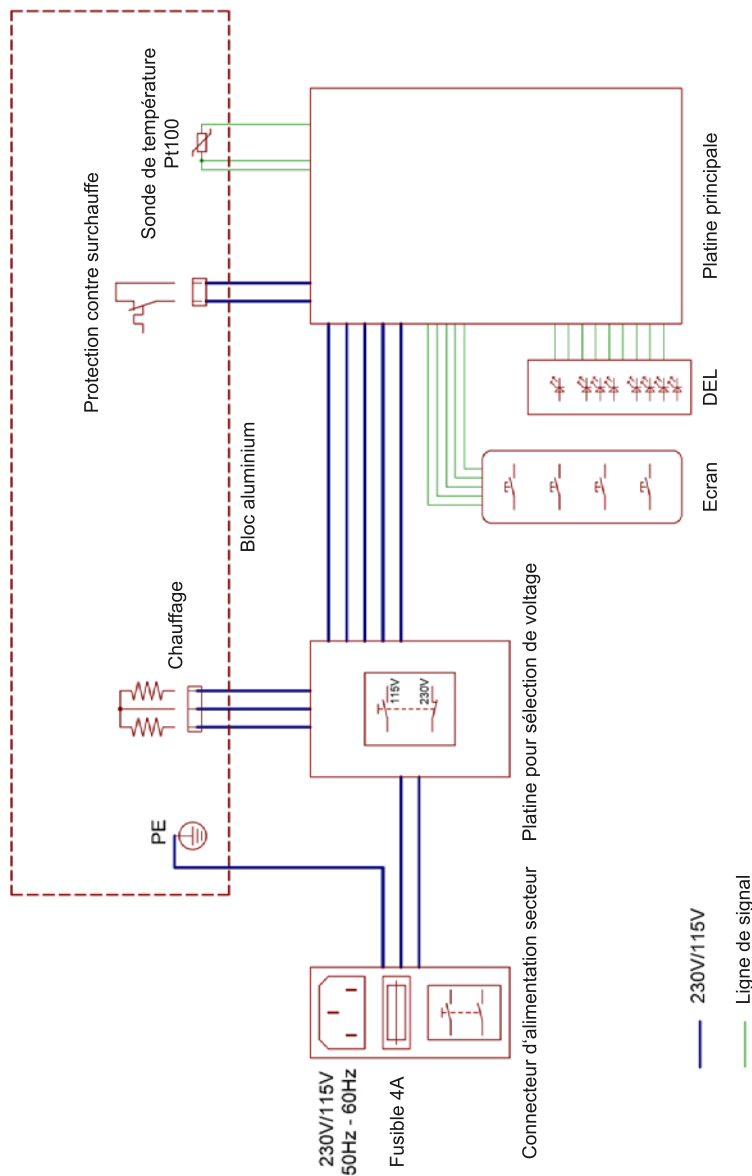 Sonde de température
Pt100
Protection contre surchauffe
Platine principale
DEL
Bloc aluminium
Ecran
Chauffage
115V
230V
Platine pour sélection de voltage
PE
Connecteur d'alimentation secteur
230V/115V
50Hz - 60Hz
Fusible 4A
230V/115V
Ligne de signal